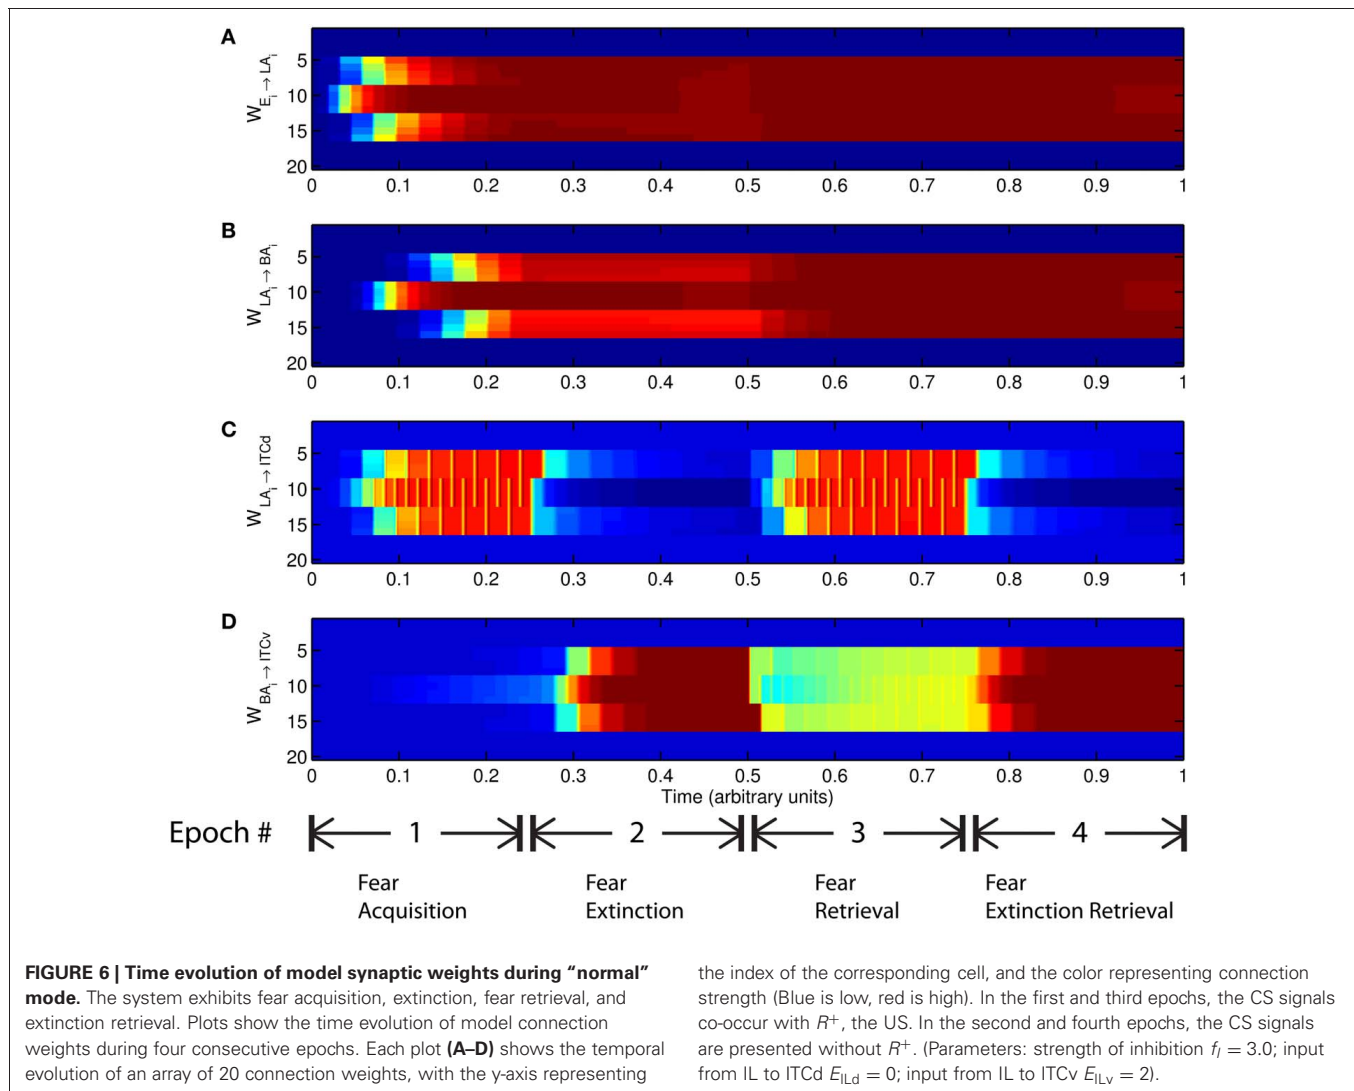 A
W_{E_i → LA_i}
5
10
15
20
0 0.1 0.2 0.3 0.4 0.5 0.6 0.7 0.8 0.9 1
B
W_{LA_i → BA_i}
5
10
15
20
0 0.1 0.2 0.3 0.4 0.5 0.6 0.7 0.8 0.9 1
C
W_{LA_i → ITCd}
5
10
15
20
0 0.1 0.2 0.3 0.4 0.5 0.6 0.7 0.8 0.9 1
D
W_{BA_i → ITCv}
5
10
15
20
0 0.1 0.2 0.3 0.4 0.5 0.6 0.7 0.8 0.9 1
Time (arbitrary units)
Epoch # 1 2 3 4
Fear
Acquisition
Fear
Extinction
Fear
Retrieval
Fear
Extinction Retrieval
FIGURE 6 | Time evolution of model synaptic weights during “normal”
mode. The system exhibits fear acquisition, extinction, fear retrieval, and
extinction retrieval. Plots show the time evolution of model connection
weights during four consecutive epochs. Each plot (A–D) shows the temporal
evolution of an array of 20 connection weights, with the y-axis representing
the index of the corresponding cell, and the color representing connection
strength (Blue is low, red is high). In the first and third epochs, the CS signals
co-occur with R⁺, the US. In the second and fourth epochs, the CS signals
are presented without R⁺. (Parameters: strength of inhibition f_I = 3.0; input
from IL to ITCd E_{ILd} = 0; input from IL to ITCv E_{ILv} = 2).